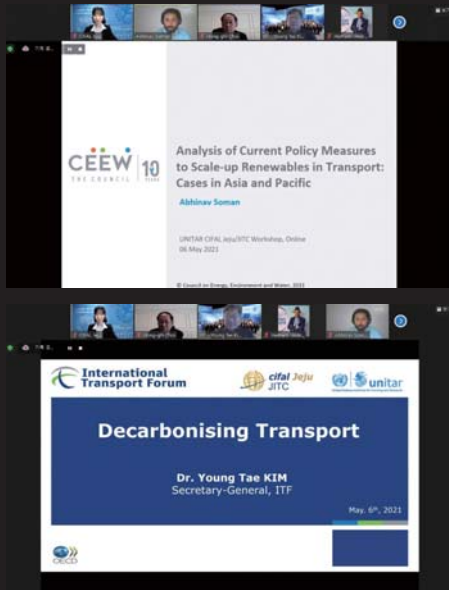 CEEW
THE COUNCIL
10
YEARS
Analysis of Current Policy Measures
to Scale-up Renewables in Transport:
Cases in Asia and Pacific
Abhinav Soman
UNITAR CIFAL Jeju/JITC Workshop, Online
06 May 2021
© Council on Energy, Environment and Water, 2021
International
Transport Forum
cifal Jeju
JITC
unitar
Decarbonising Transport
Dr. Young Tae KIM
Secretary-General, ITF
May. 6th, 2021
OECD